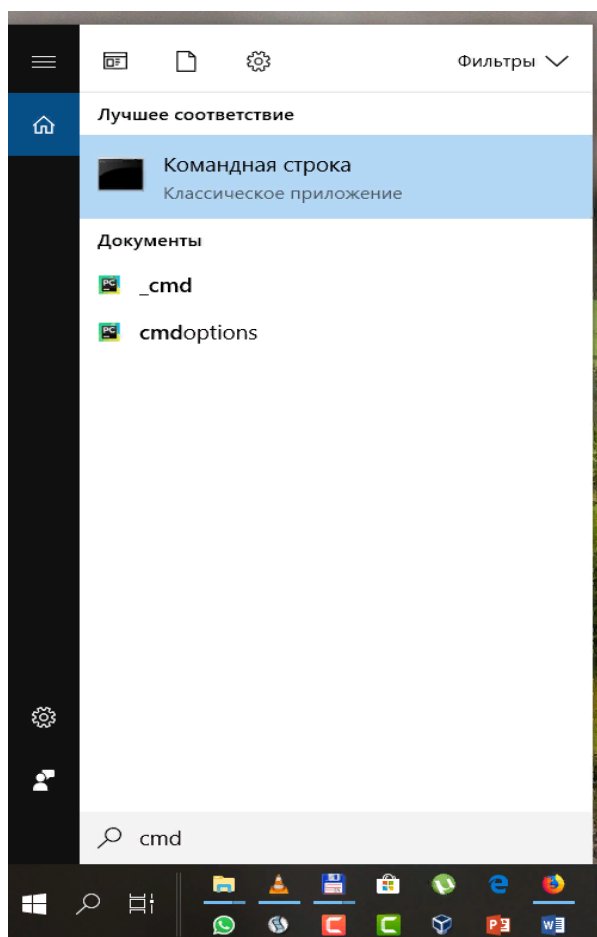 Фильтры
Лучшее соответствие
Командная строка
Классическое приложение
Документы
_cmd
cmdoptions
cmd